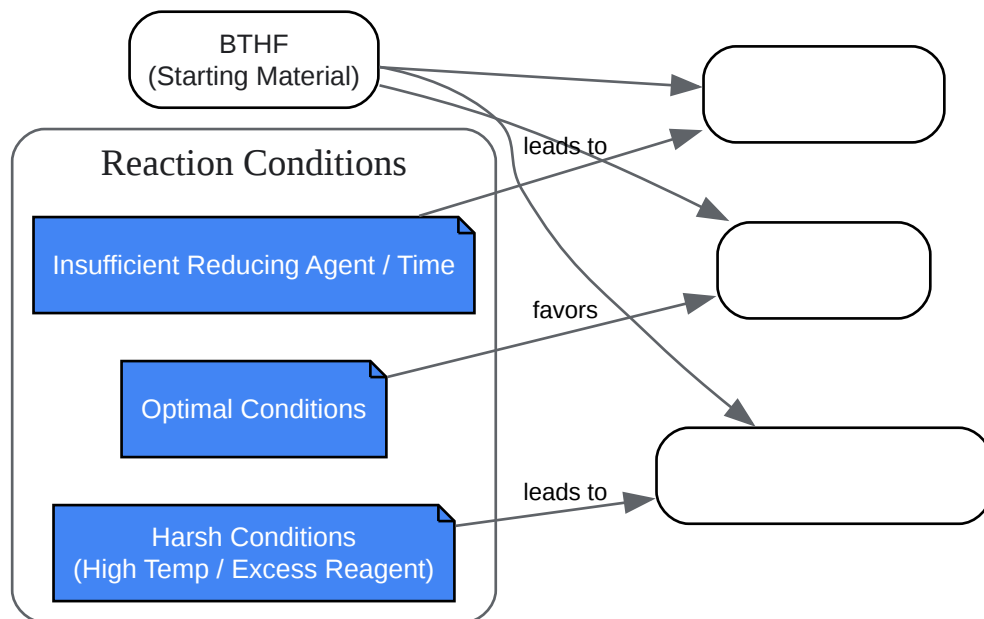 BTHF
(Starting Material)
Reaction Conditions
leads to
Insufficient Reducing Agent / Time
favors
Optimal Conditions
leads to
Harsh Conditions
(High Temp / Excess Reagent)